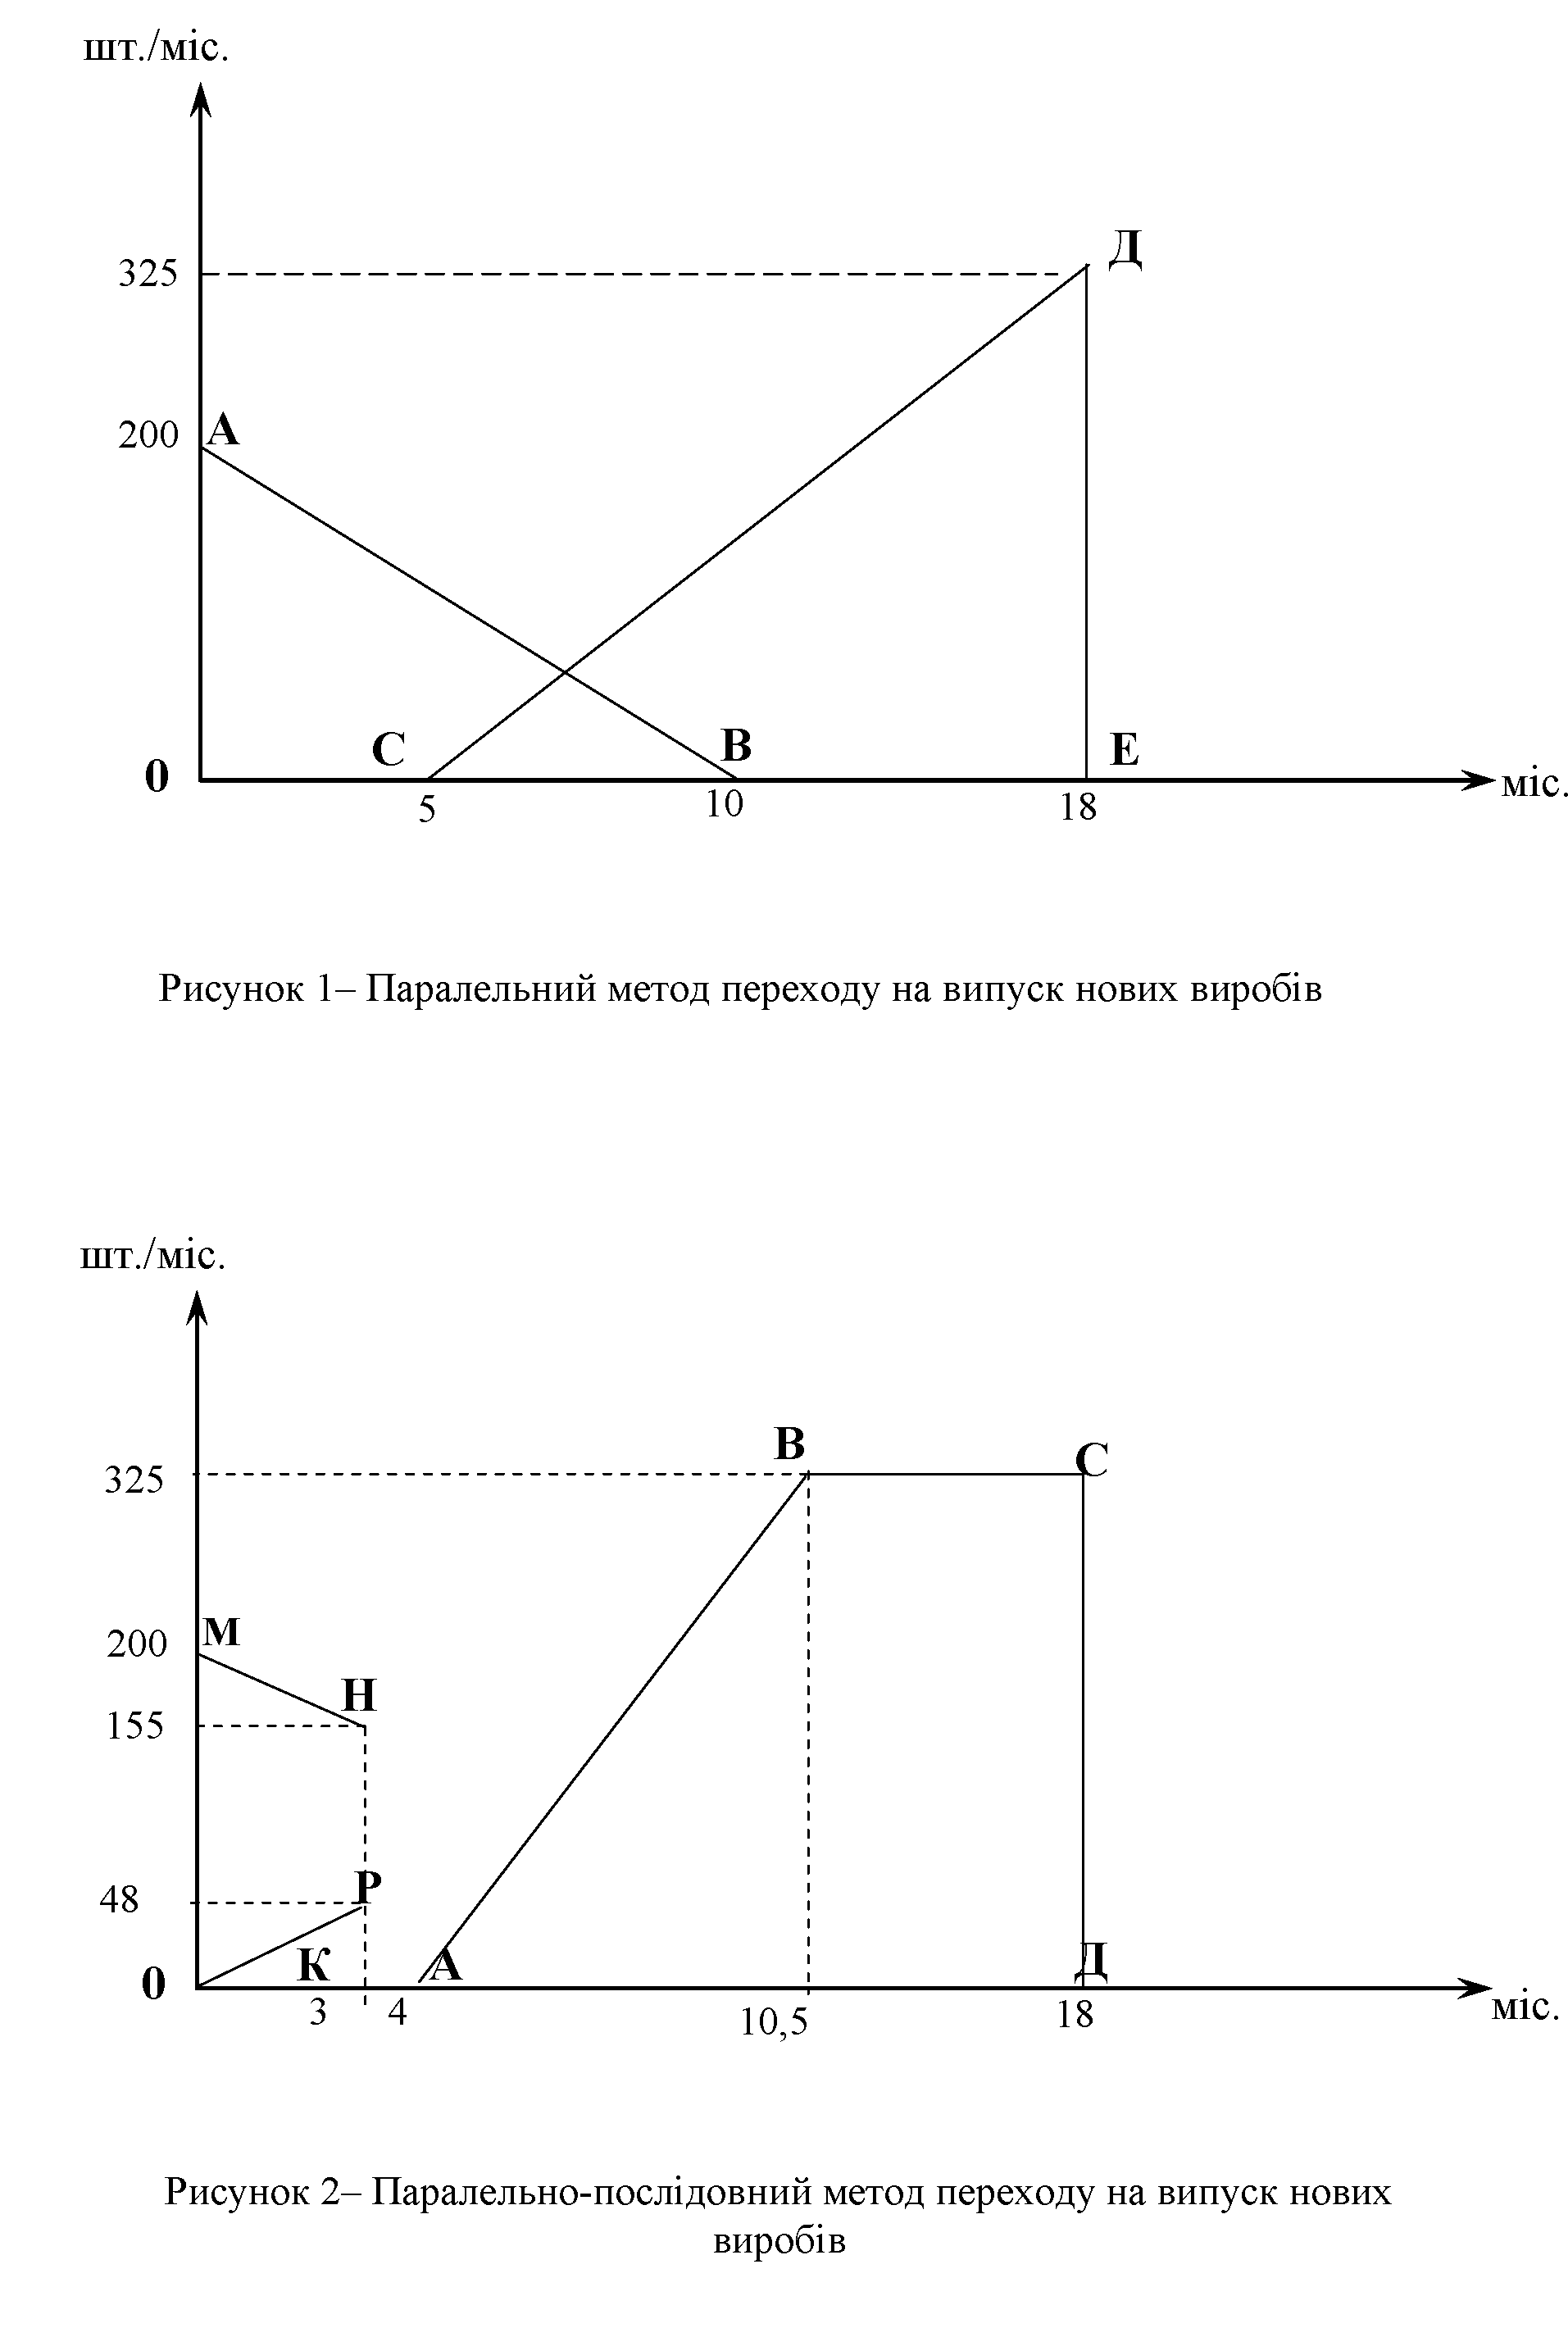 шт./міс.
Д
325
200 А
С В Е
0
міс.
5 10 18
Рисунок 1– Паралельний метод переходу на випуск нових виробів
шт./міс.
В С
325
М
200
Н
155
Р
48
К А Д
0
міс.
3 4 10,5 18
Рисунок 2– Паралельно-послідовний метод переходу на випуск нових
виробів